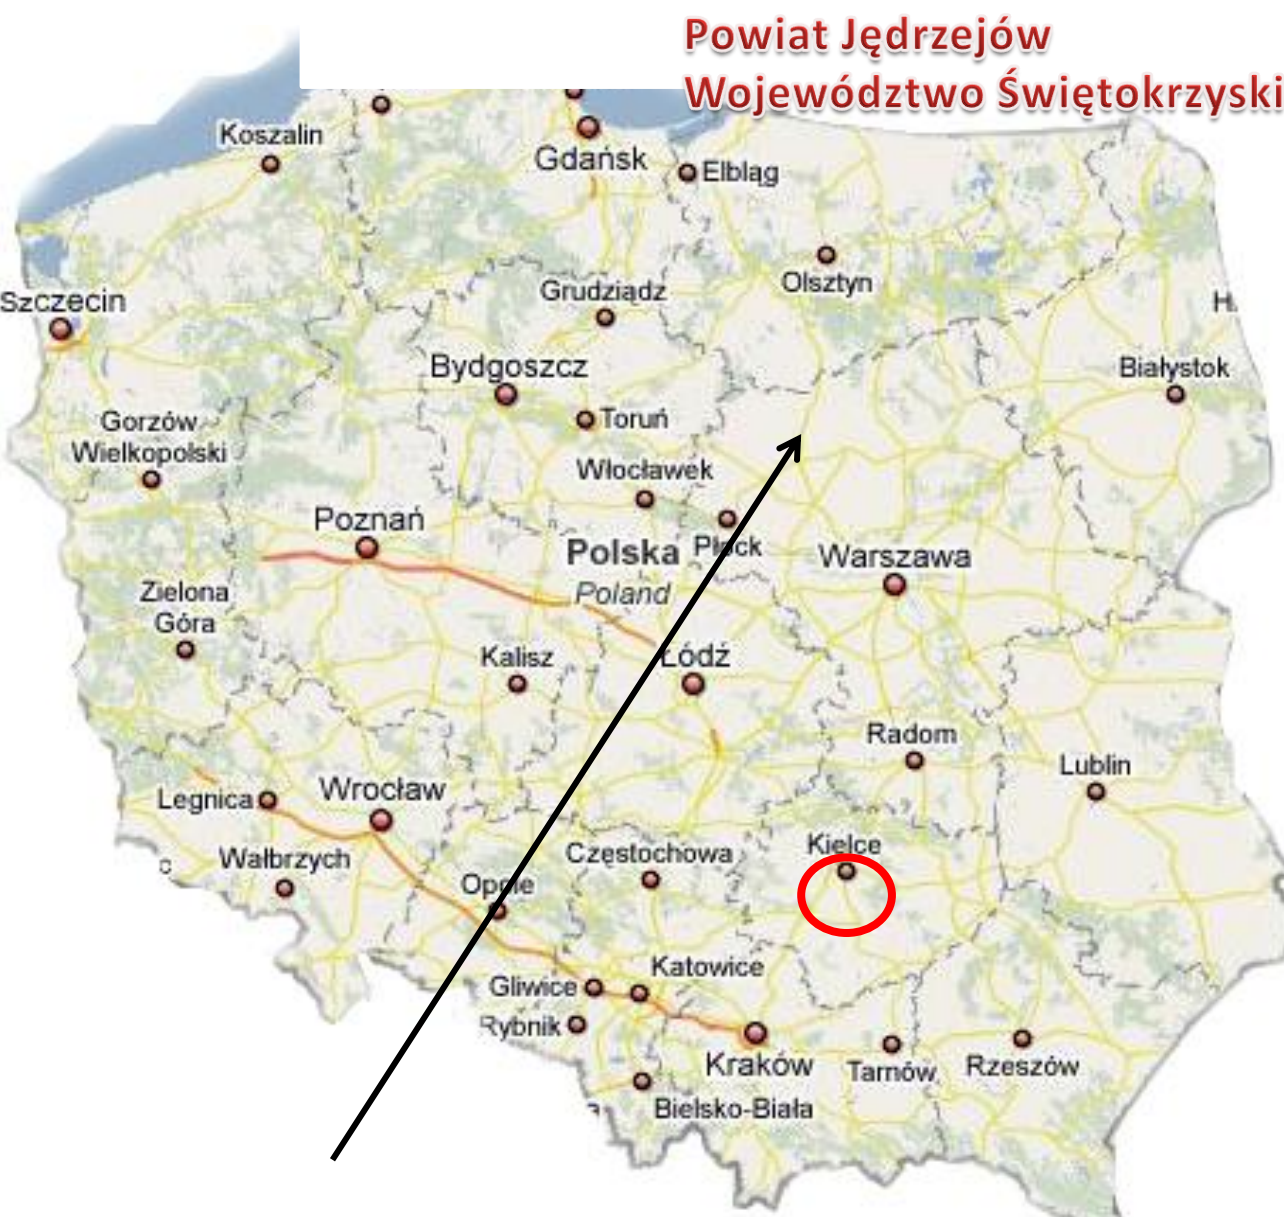 Powiat Jędrzejów
Województwo Świętokrzyski
Koszalin
Gdańsk
Elbląg
Olsztyn
Grudziądz
Szczecin
H.
Bydgoszcz
Białystok
Gorzów
Wielkopolski
Toruń
Włocławek
Poznań
Polska
Płock
Warszawa
Poland
Zielona
Góra
Kalisz
Łódź
Radom
Lublin
Legnica
Wrocław
Kielce
Wałbrzych
Częstochowa
Opole
Gliwice
Katowice
Rybnik
Kraków
Tarnów
Rzeszów
Bielsko-Biała